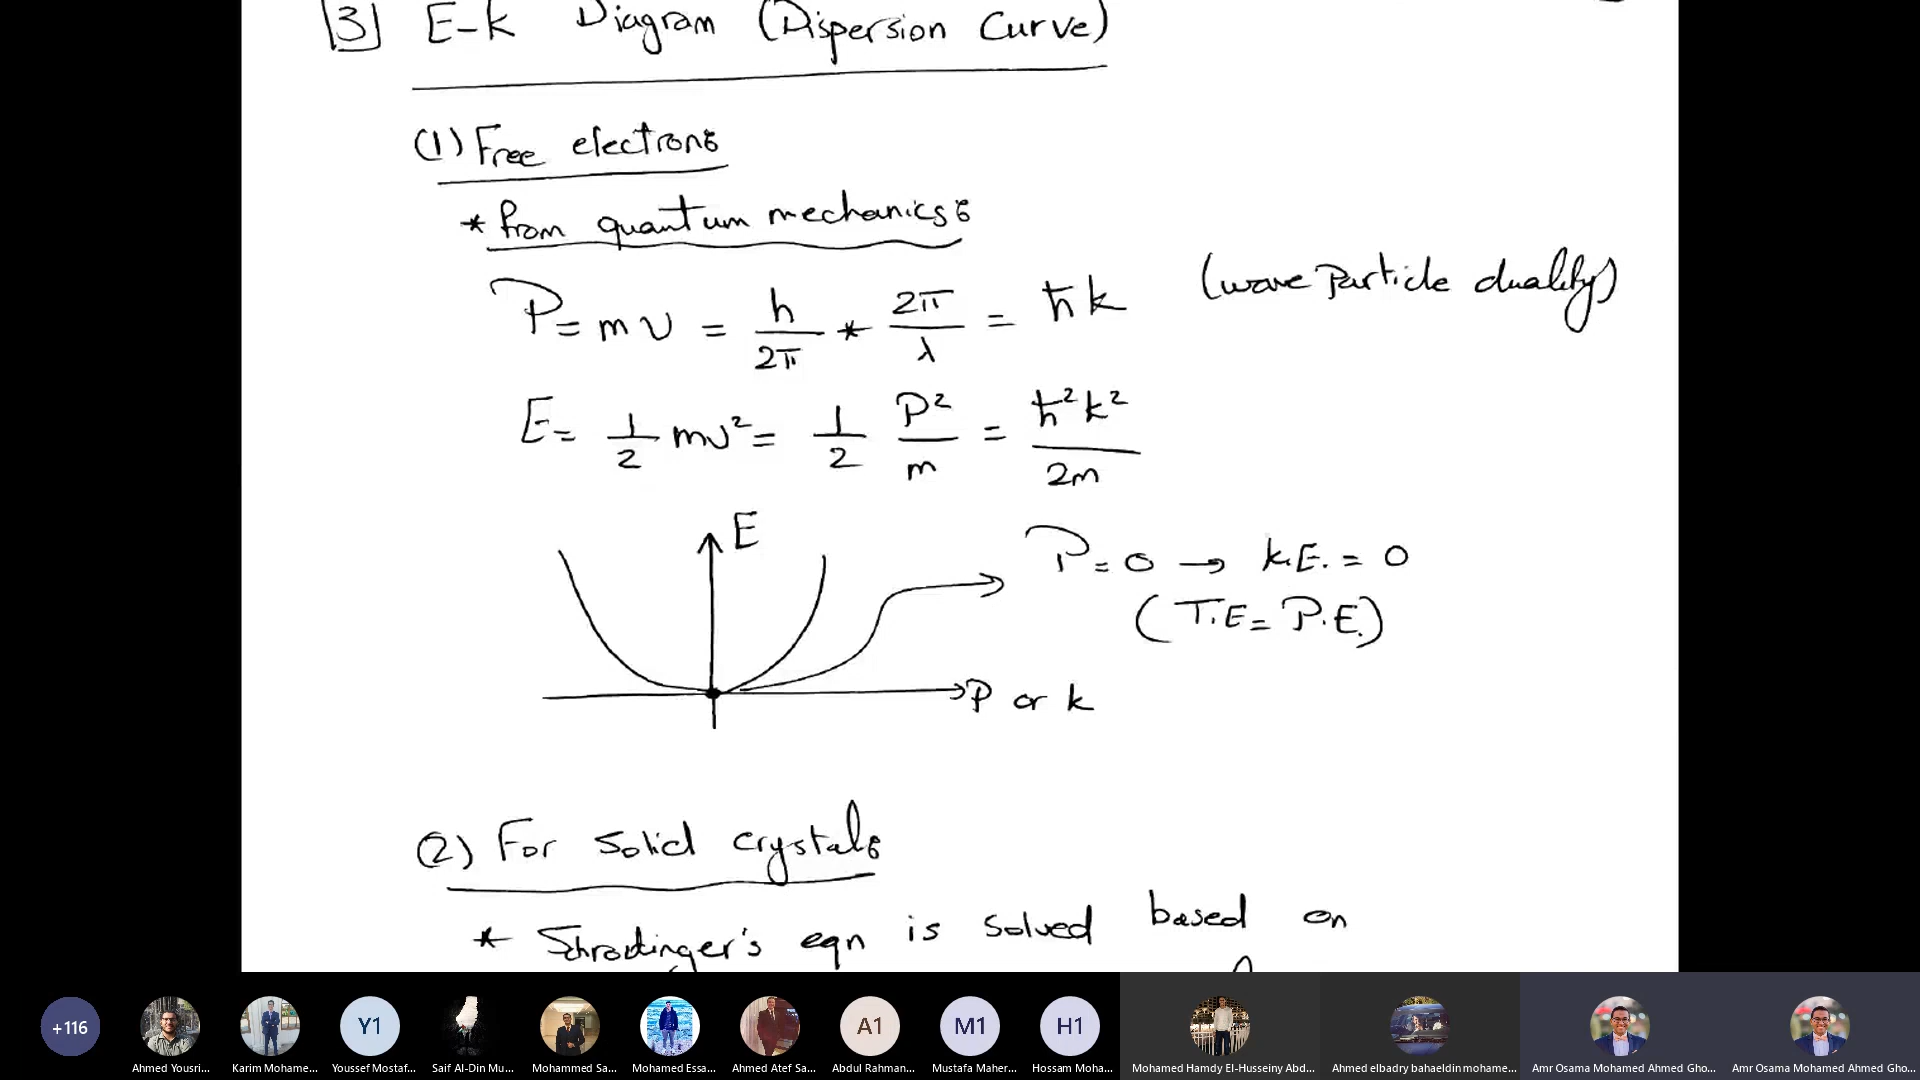 [3] E-k Diagram (Dispersion Curve)
(1) Free electrons
* from quantum mechanics:
P = mv = h/2π * 2π/λ = ħk (wave Particle duality)
E = 1/2 mv² = 1/2 P²/m = ħ²k²/2m
E
P = 0 → K.E. = 0
(T.E = P.E.)
P or k
(2) For Solid crystals
* Schrodinger's eqn is solved based on
+116
Ahmed Yousri...
Karim Mohame...
Y1
Youssef Mostaf...
Saif Al-Din Mu...
Mohammed Sa...
Mohamed Essa...
Ahmed Atef Sa...
A1
Abdul Rahman...
M1
Mustafa Maher...
H1
Hossam Moha...
Mohamed Hamdy El-Husseiny Abd...
Ahmed elbadry bahaeldin mohame...
Amr Osama Mohamed Ahmed Gho...
Amr Osama Mohamed Ahmed Gho...